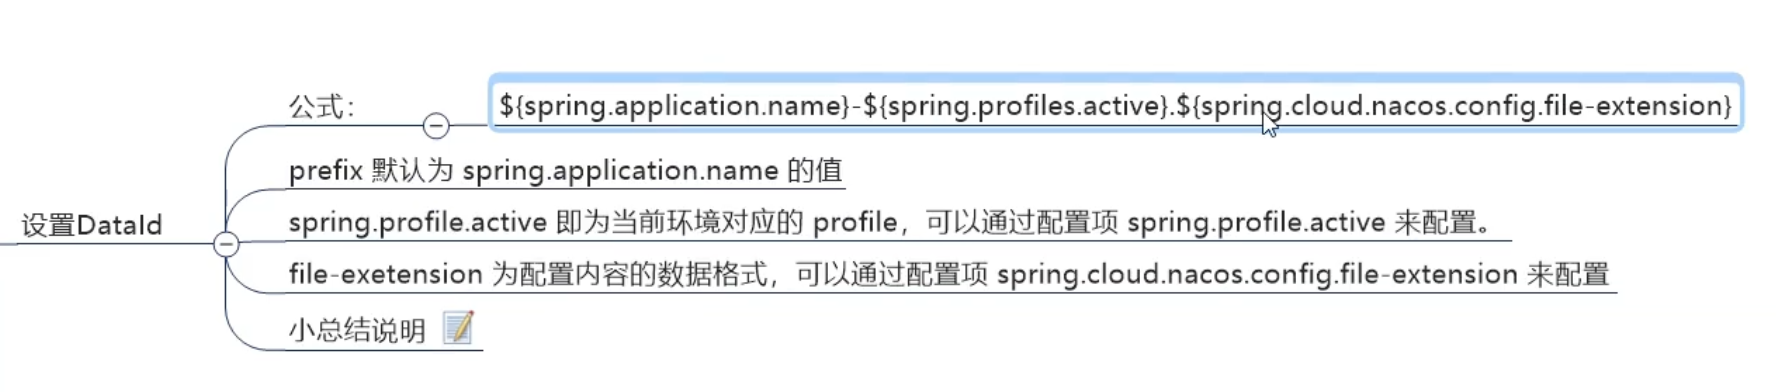 公式：
${spring.application.name}-${spring.profiles.active}.${spring.cloud.nacos.config.file-extension}
prefix 默认为 spring.application.name 的值
设置DataId
spring.profile.active 即为当前环境对应的 profile，可以通过配置项 spring.profile.active 来配置。
file-exetension 为配置内容的数据格式，可以通过配置项 spring.cloud.nacos.config.file-extension 来配置
小总结说明